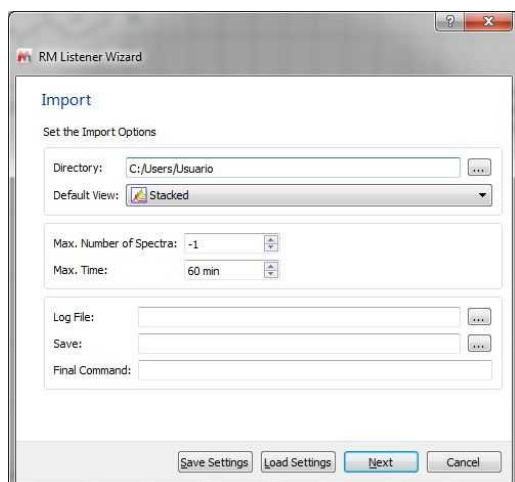 RM Listener Wizard
Import
Set the Import Options
Directory: C:/Users/Usuario ...
Default View: Stacked
Max. Number of Spectra: -1
Max. Time: 60 min
Log File: ...
Save: ...
Final Command:
Save Settings Load Settings Next Cancel